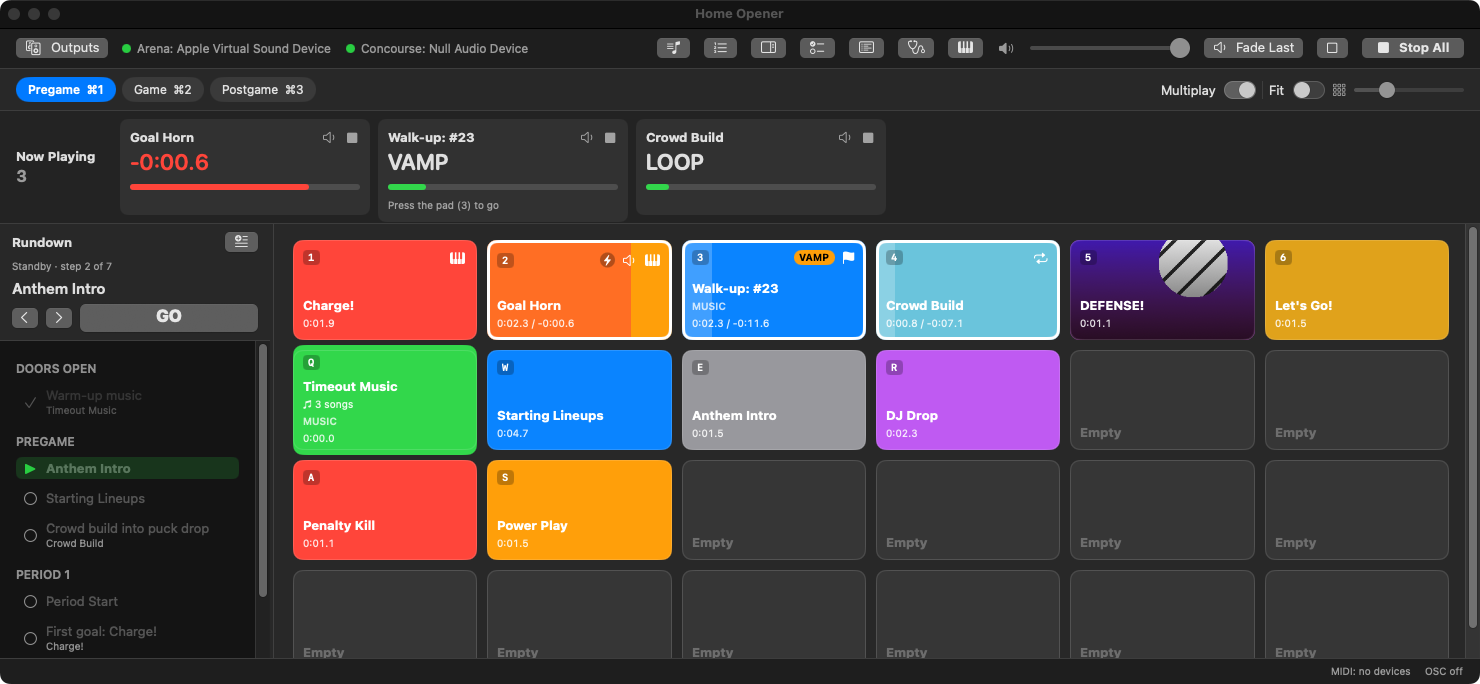 Home Opener
Outputs
Arena: Apple Virtual Sound Device
Concourse: Null Audio Device
Fade Last
Stop All
Pregame ⌘1
Game ⌘2
Postgame ⌘3
Multiplay
Fit
Now Playing
3
Goal Horn
-0:00.6
Walk-up: #23
VAMP
Press the pad (3) to go
Crowd Build
LOOP
Rundown
Standby · step 2 of 7
Anthem Intro
GO
DOORS OPEN
Warm-up music
Timeout Music
PREGAME
Anthem Intro
Starting Lineups
Crowd build into puck drop
Crowd Build
PERIOD 1
Period Start
First goal: Charge!
Charge!
1
Charge!
0:01.9
2
Goal Horn
0:02.3 / -0:00.6
3
VAMP
Walk-up: #23
MUSIC
0:02.3 / -0:11.6
4
Crowd Build
0:00.8 / -0:07.1
5
DEFENSE!
0:01.1
6
Let's Go!
0:01.5
Q
Timeout Music
3 songs
MUSIC
0:00.0
W
Starting Lineups
0:04.7
E
Anthem Intro
0:01.5
R
DJ Drop
0:02.3
Empty
Empty
A
Penalty Kill
0:01.1
S
Power Play
0:01.5
Empty
Empty
Empty
Empty
Empty
Empty
Empty
Empty
Empty
Empty
MIDI: no devices
OSC off